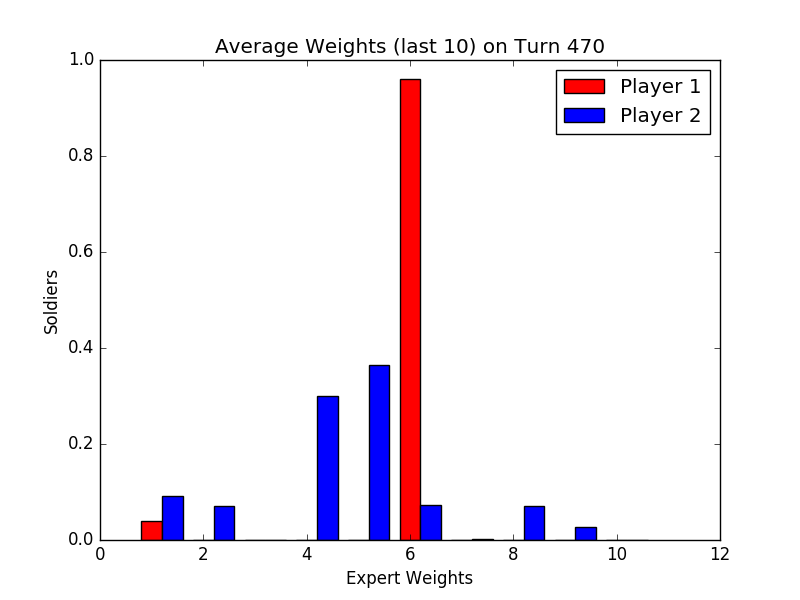 Average Weights (last 10) on Turn 470
1.0
0.8
0.6
0.4
0.2
0.0
Soldiers
Player 1
Player 2
0 2 4 6 8 10 12
Expert Weights